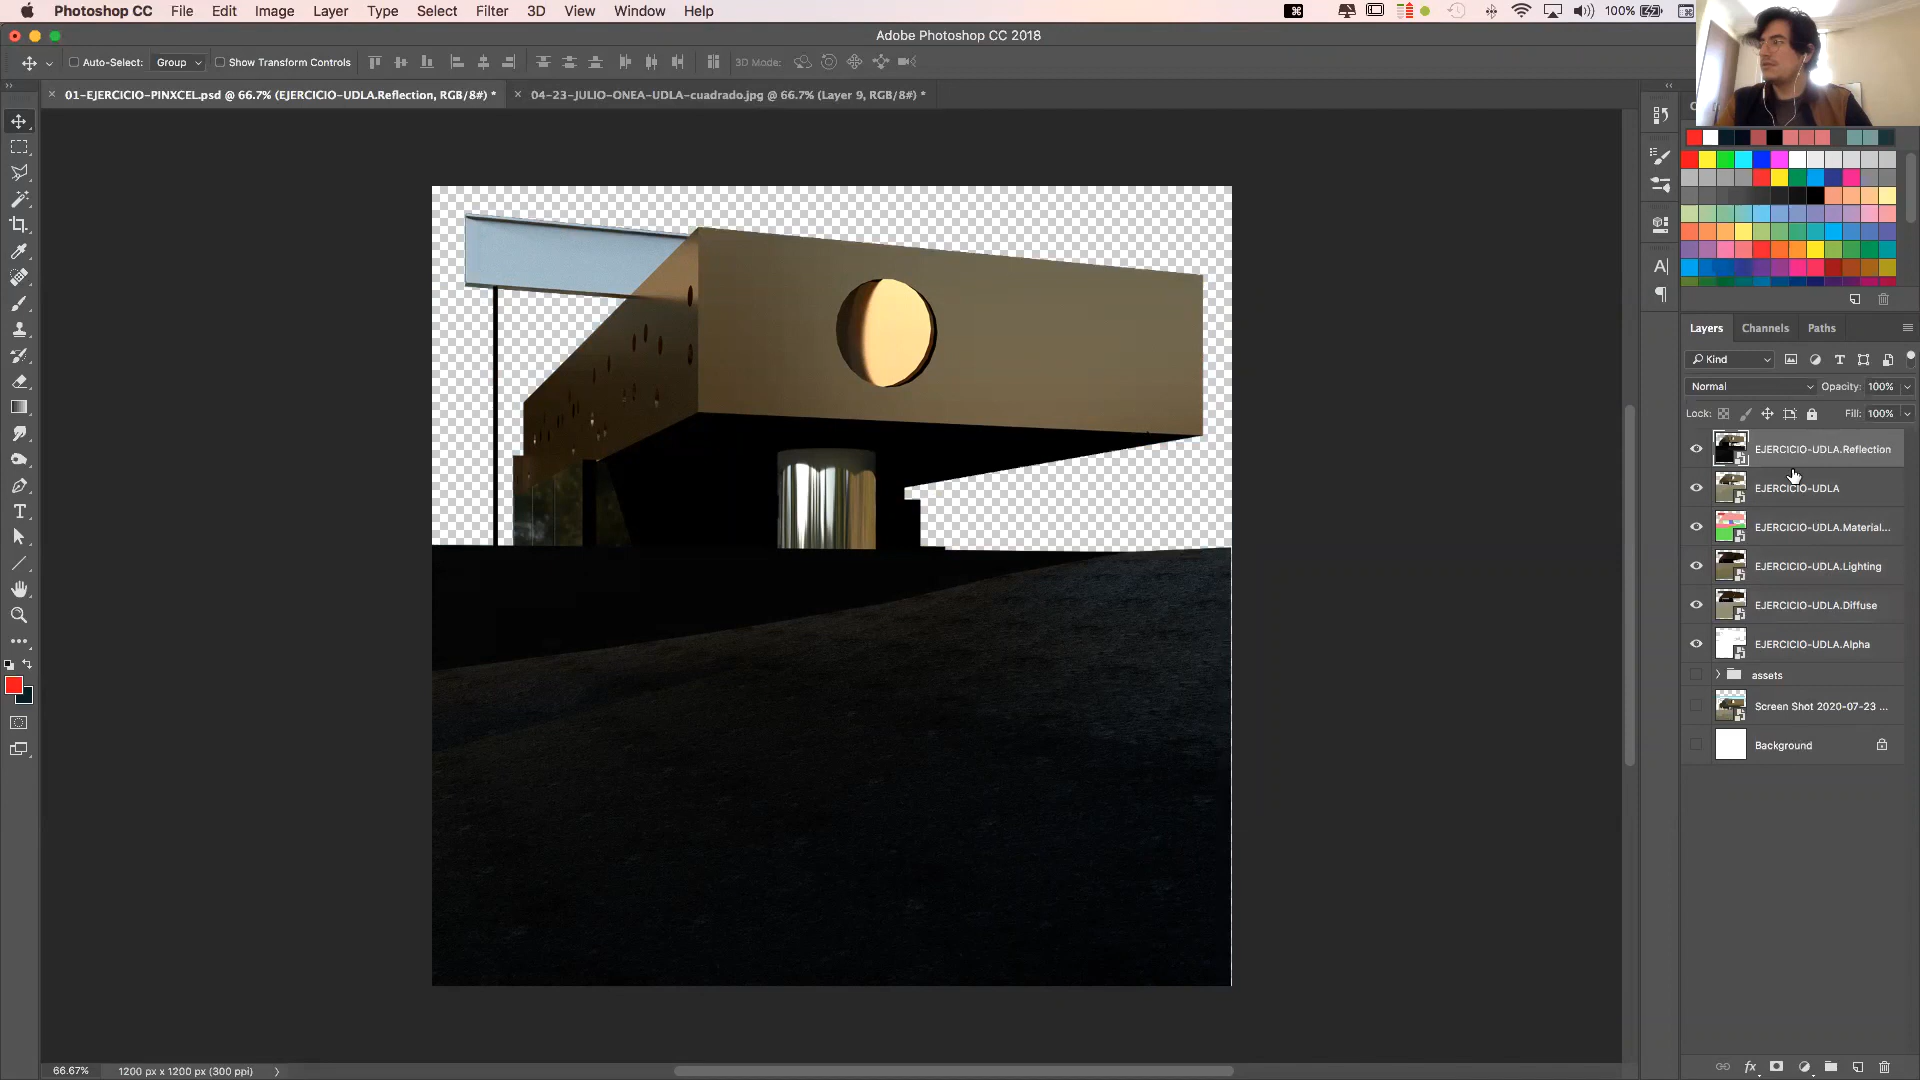 Photoshop CC File Edit Image Layer Type Select Filter 3D View Window Help 100%
Adobe Photoshop CC 2018
Auto-Select: Group Show Transform Controls 3D Mode:
01-EJERCICIO-PINXCEL.psd @ 66.7% (EJERCICIO-UDLA.Reflection, RGB/8#) * 04-23-JULIO-ONEA-UDLA-cuadrado.jpg @ 66.7% (Layer 9, RGB/8#) *
Layers Channels Paths
Kind
Normal Opacity: 100%
Lock: Fill: 100%
EJERCICIO-UDLA.Reflection
EJERCICIO-UDLA
EJERCICIO-UDLA.Material...
EJERCICIO-UDLA.Lighting
EJERCICIO-UDLA.Diffuse
EJERCICIO-UDLA.Alpha
assets
Screen Shot 2020-07-23 ...
Background
66.67% 1200 px x 1200 px (300 ppi)